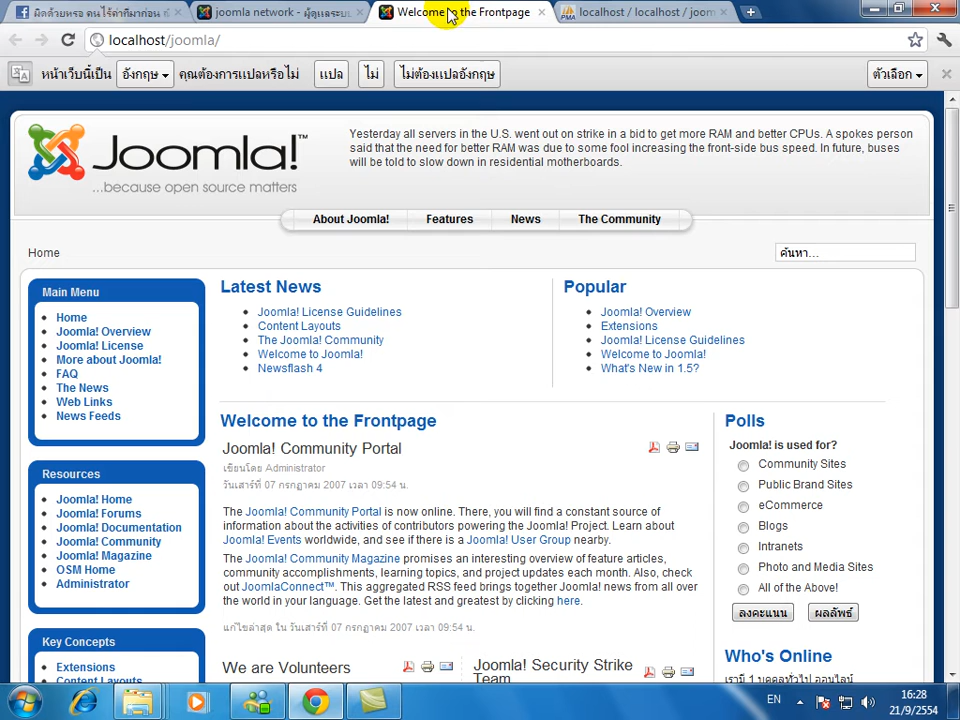 joomla network - ผู้ดูแลระบบ
Welcome to the Frontpage
localhost / localhost / joom
localhost/joomla/
หน้าเว็บนี้เป็น อังกฤษ คุณต้องการแปลหรือไม่ แปล ไม่ ไม่ต้องแปลอังกฤษ ตัวเลือก
Joomla!™
...because open source matters
Yesterday all servers in the U.S. went out on strike in a bid to get more RAM and better CPUs. A spokes person
said that the need for better RAM was due to some fool increasing the front-side bus speed. In future, buses
will be told to slow down in residential motherboards.
About Joomla! Features News The Community
Home
ค้นหา...
Main Menu
Home
Joomla! Overview
Joomla! License
More about Joomla!
FAQ
The News
Web Links
News Feeds
Resources
Joomla! Home
Joomla! Forums
Joomla! Documentation
Joomla! Community
Joomla! Magazine
OSM Home
Administrator
Key Concepts
Extensions
Content Layouts
Latest News
Joomla! License Guidelines
Content Layouts
The Joomla! Community
Welcome to Joomla!
Newsflash 4
Popular
Joomla! Overview
Extensions
Joomla! License Guidelines
Welcome to Joomla!
What's New in 1.5?
Welcome to the Frontpage
Joomla! Community Portal
เขียนโดย Administrator
วันเสาร์ที่ 07 กรกฏาคม 2007 เวลา 09:54 น.
The Joomla! Community Portal is now online. There, you will find a constant source of
information about the activities of contributors powering the Joomla! Project. Learn about
Joomla! Events worldwide, and see if there is a Joomla! User Group nearby.
The Joomla! Community Magazine promises an interesting overview of feature articles,
community accomplishments, learning topics, and project updates each month. Also, check
out JoomlaConnect™. This aggregated RSS feed brings together Joomla! news from all over
the world in your language. Get the latest and greatest by clicking here.
แก้ไขล่าสุด ใน วันเสาร์ที่ 07 กรกฏาคม 2007 เวลา 09:54 น.
We are Volunteers
Joomla! Security Strike
Team
Polls
Joomla! is used for?
Community Sites
Public Brand Sites
eCommerce
Blogs
Intranets
Photo and Media Sites
All of the Above!
ลงคะแนน ผลลัพธ์
Who's Online
เรามี 1 บุคคลทั่วไป ออนไลน์
EN
16:28
21/9/2554